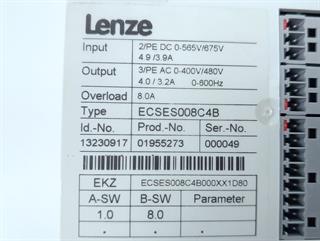 Lenze
Input 2/PE DC 0-565V/675V
4.9 /3.9A
Output 3/PE AC 0-400V/480V
4.0 / 3.2A 0-600Hz
Overload 8.0A
Type ECSES008C4B
Id.-No. Prod.-No. Ser.-No.
13230917 01955273 000049
EKZ ECSES008C4B000XX1D80
A-SW B-SW Parameter
1.0 8.0
. . .